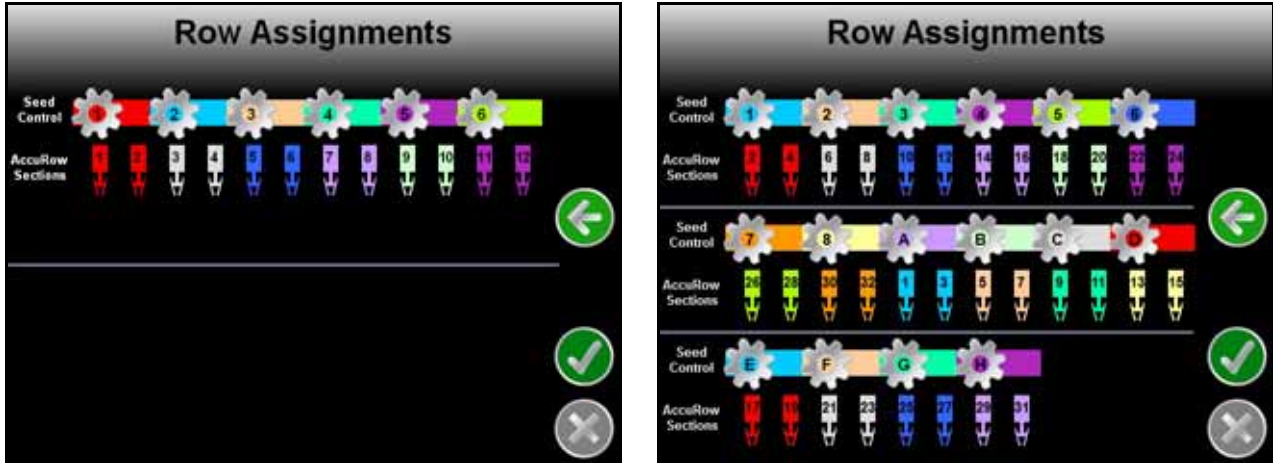 Row Assignments
Seed
Control
1 2 3 4 5 6
AccuRow
Sections
1 2 3 4 5 6 7 8 9 10 11 12
Row Assignments
Seed
Control
1 2 3 4 5 6
AccuRow
Sections
2 4 6 8 10 12 14 16 18 20 22 24
Seed
Control
7 8 A B C D
AccuRow
Sections
26 28 30 32 1 3 5 7 9 11 13 15
Seed
Control
E F G H
AccuRow
Sections
17 19 21 23 25 27 29 31